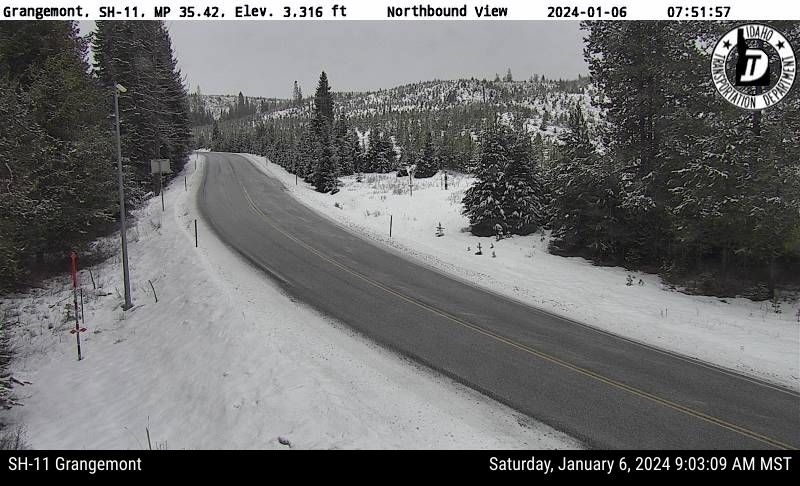 Grangemont, SH-11, MP 35.42, Elev. 3,316 ft Northbound View 2024-01-06 07:51:57
IDAHO
TRANSPORTATION DEPARTMENT
SH-11 Grangemont Saturday, January 6, 2024 9:03:09 AM MST